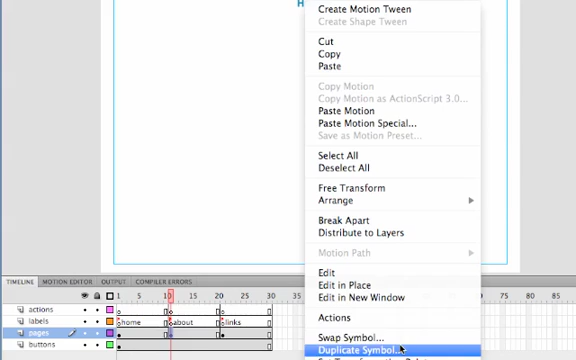 H
Create Motion Tween
Create Shape Tween
Cut
Copy
Paste
Copy Motion
Copy Motion as ActionScript 3.0...
Paste Motion
Paste Motion Special...
Save as Motion Preset...
Select All
Deselect All
Free Transform
Arrange
Break Apart
Distribute to Layers
Motion Path
Edit
Edit in Place
Edit in New Window
Actions
Swap Symbol...
Duplicate Symbol...
TIMELINE MOTION EDITOR OUTPUT COMPILER ERRORS
1 5 10 15 20 25 30 35
actions
labels home about links
pages
buttons